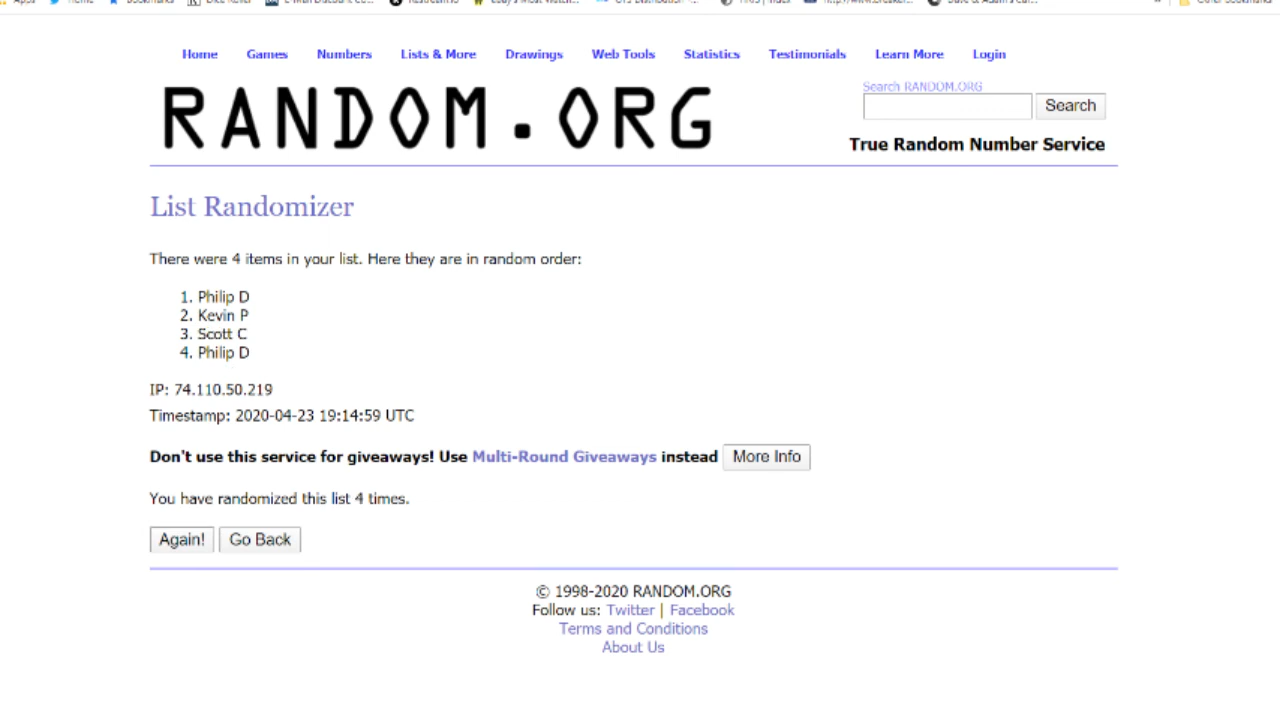 Home Games Numbers Lists & More Drawings Web Tools Statistics Testimonials Learn More Login
RANDOM.ORG
Search RANDOM.ORG
Search
True Random Number Service
List Randomizer
There were 4 items in your list. Here they are in random order:
1. Philip D
2. Kevin P
3. Scott C
4. Philip D
IP: 74.110.50.219
Timestamp: 2020-04-23 19:14:59 UTC
Don't use this service for giveaways! Use Multi-Round Giveaways instead More Info
You have randomized this list 4 times.
Again! Go Back
© 1998-2020 RANDOM.ORG
Follow us: Twitter | Facebook
Terms and Conditions
About Us